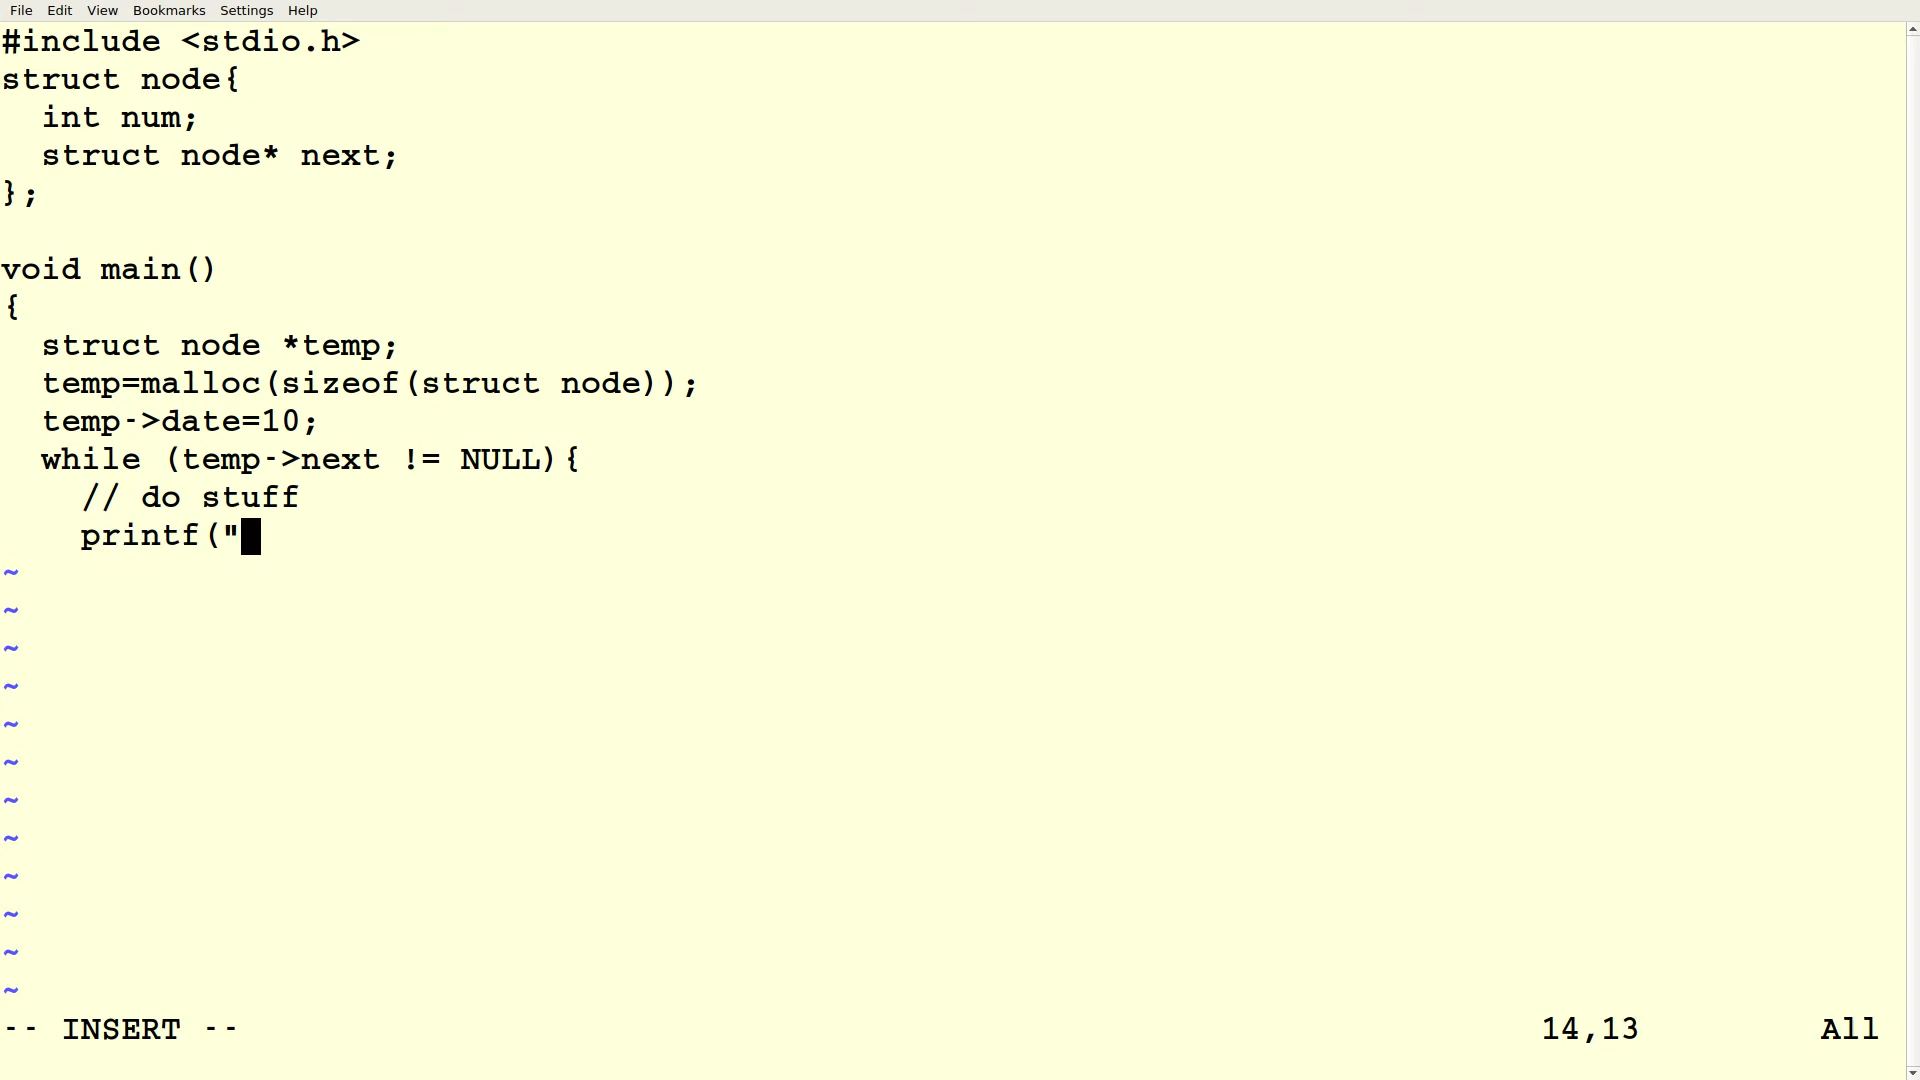 File Edit View Bookmarks Settings Help
#include <stdio.h>
struct node{
  int num;
  struct node* next;
};
void main()
{
  struct node *temp;
  temp=malloc(sizeof(struct node));
  temp->date=10;
  while (temp->next != NULL){
    // do stuff
    printf("
~
~
~
~
~
~
~
~
~
~
~
~
-- INSERT -- 14,13 All